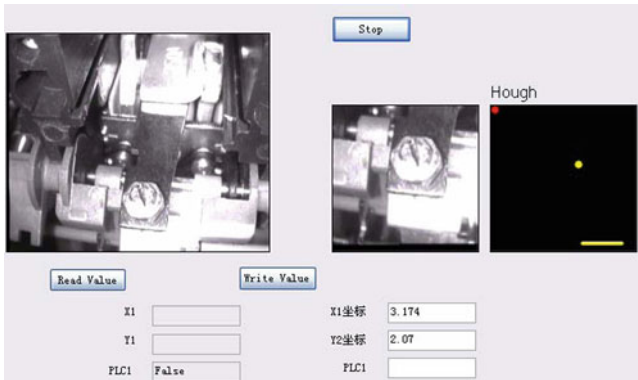 Stop
Hough
Read Value
Write Value
X1
X1坐标 3.174
Y1
Y2坐标 2.07
PLC1 False
PLC1